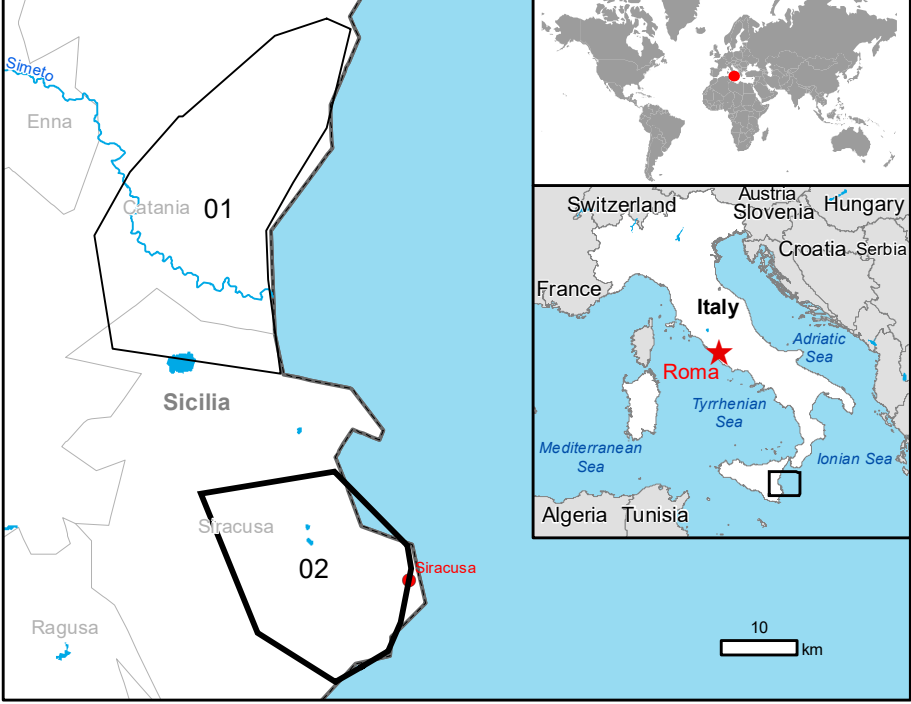 Simeto
Enna
Catania
01
Sicilia
Siracusa
02
Siracusa
Ragusa
10
km
Switzerland
Austria
Slovenia
Hungary
Croatia
Serbia
France
Italy
Adriatic
Sea
Roma
Tyrrhenian
Sea
Mediterranean
Sea
Ionian Sea
Algeria
Tunisia